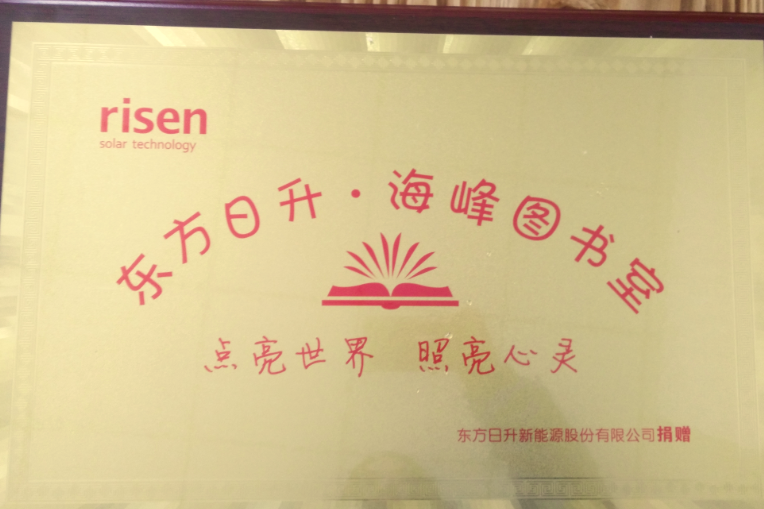 risen
solar technology
东方日升·海峰图书室
点亮世界 照亮心灵
东方日升新能源股份有限公司捐赠